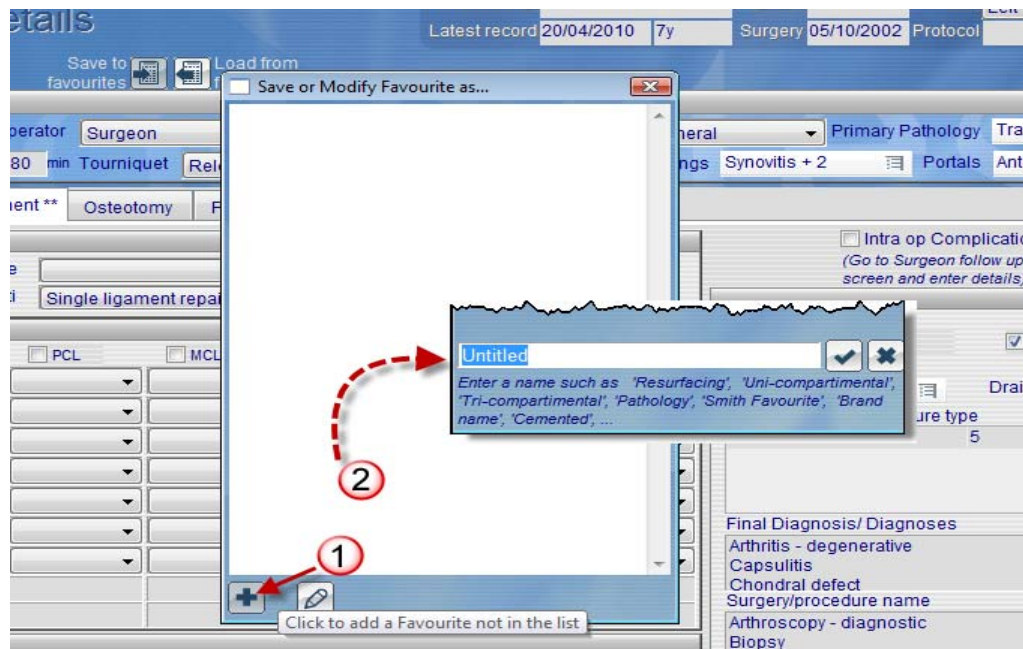 etails
Latest record 20/04/2010 7y Surgery 05/10/2002 Protocol
Save to favourites
Load from
Save or Modify Favourite as...
perator Surgeon
neral
Primary Pathology Tra
80 min Tourniquet Rele
ngs Synovitis + 2 Portals Ant
ment ** Osteotomy F
Intra op Complicatio
(Go to Surgeon follow up
screen and enter details)
e
i Single ligament repai
PCL MCL
Untitled
Enter a name such as 'Resurfacing', 'Uni-compartimental',
'Tri-compartimental', 'Pathology', 'Smith Favourite', 'Brand
name', 'Cemented', ...
Drai
ure type
5
2
1
Final Diagnosis/ Diagnoses
Arthritis - degenerative
Capsulitis
Chondral defect
Surgery/procedure name
Arthroscopy - diagnostic
Biopsy
Click to add a Favourite not in the list